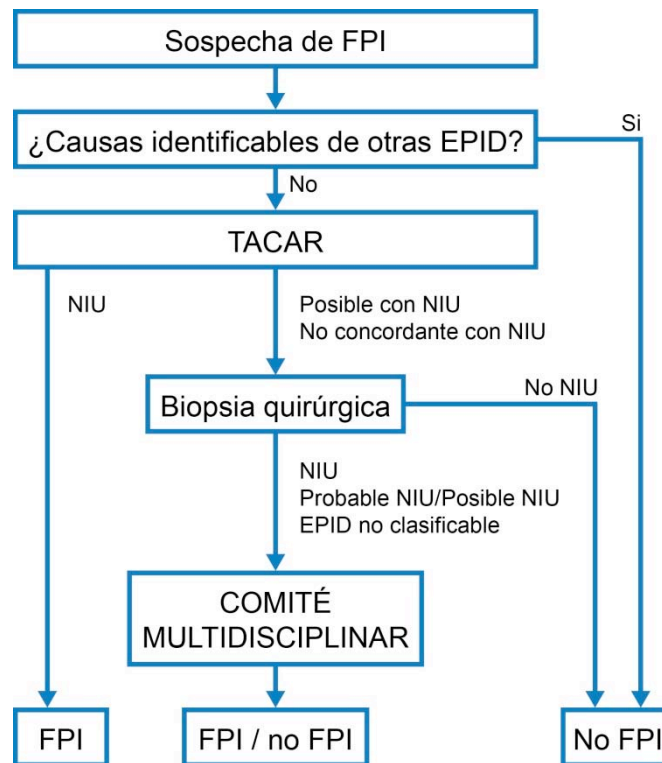 Sospecha de FPI
¿Causas identificables de otras EPID?
Si
No
TACAR
NIU
Posible con NIU
No concordante con NIU
Biopsia quirúrgica
No NIU
NIU
Probable NIU/Posible NIU
EPID no clasificable
COMITÉ
MULTIDISCIPLINAR
FPI
FPI / no FPI
No FPI